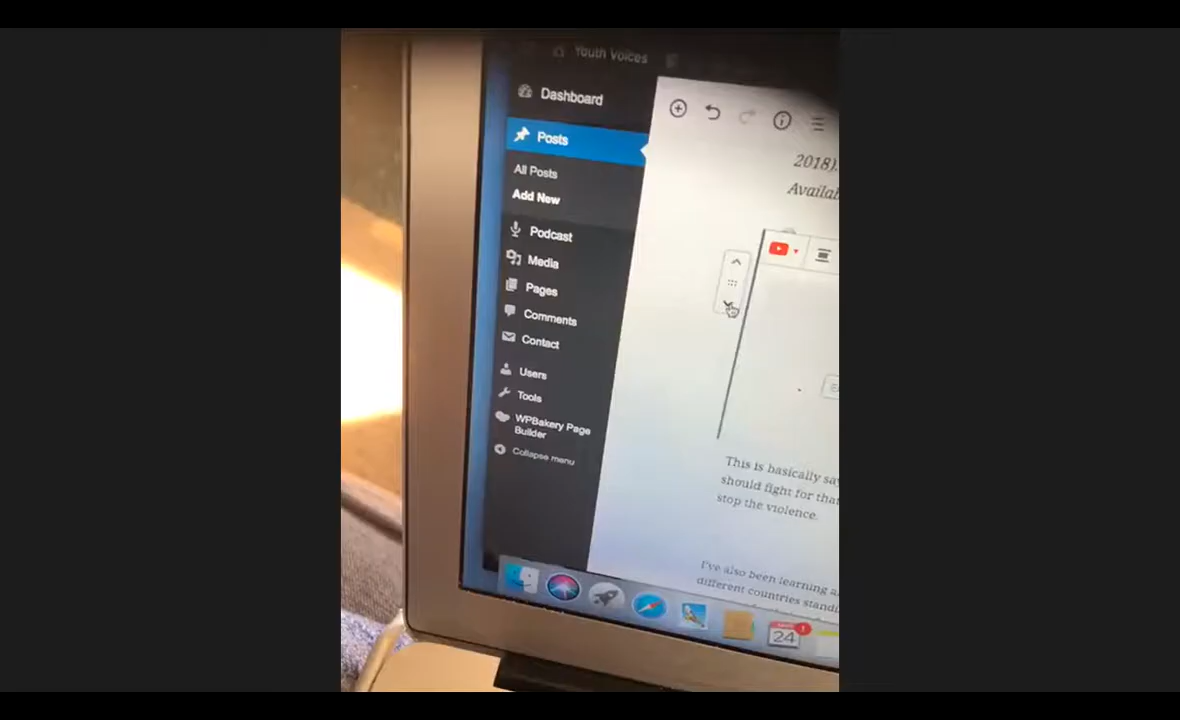 Youth Voices
Dashboard
Posts
All Posts
Add New
Podcast
Media
Pages
Comments
Contact
Users
Tools
WPBakery Page
Builder
Collapse menu
2018).
Availab
This is basically sa
should fight for tha
stop the violence.
I've also been learning a
different countries standi
24
1